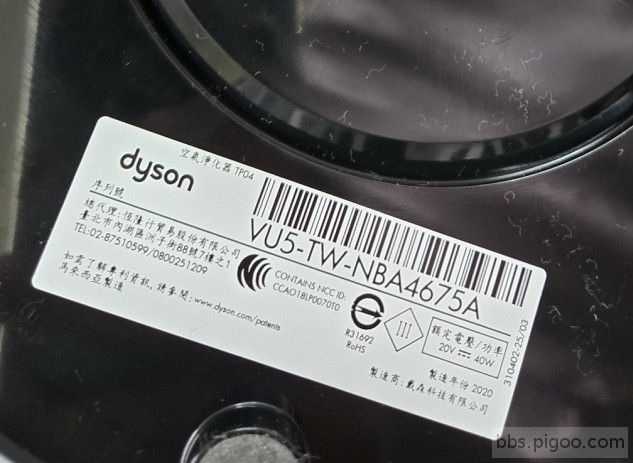 dyson
空氣淨化器 TP04
序列號
VU5-TW-NBA4675A
總代理：恆隆行貿易股份有限公司
臺北市內湖區洲子街88號7樓之1
TEL:02-87510599/0800251209
CONTAINS NCC ID:
CCAO18LP0070T0
如需了解專利資訊，請參閱：www.dyson.com/patents
馬來西亞製造
R31692
RoHS
III
額定電壓/功率
20V ⎓ 40W
製造年份 2020
製造商：戴森科技有限公司
310402-25/03
bbs.pigoo.com